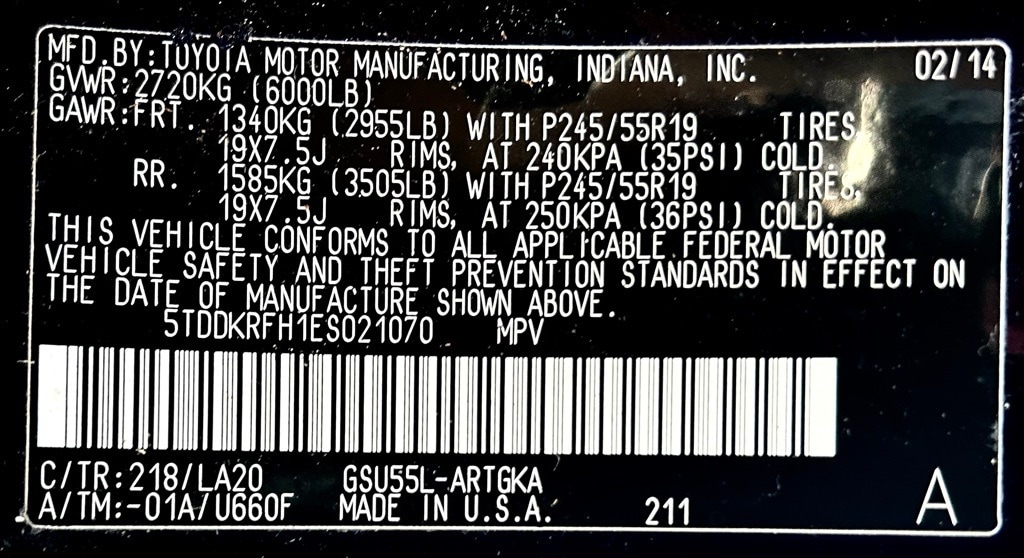 MFD.BY:TOYOTA MOTOR MANUFACTURING, INDIANA, INC. 02/14
GVWR:2720KG (6000LB)
GAWR:FRT. 1340KG (2955LB) WITH P245/55R19 TIRES,
19X7.5J RIMS, AT 240KPA (35PSI) COLD.
RR. 1585KG (3505LB) WITH P245/55R19 TIRES,
19X7.5J RIMS, AT 250KPA (36PSI) COLD.
THIS VEHICLE CONFORMS TO ALL APPLICABLE FEDERAL MOTOR
VEHICLE SAFETY AND THEFT PREVENTION STANDARDS IN EFFECT ON
THE DATE OF MANUFACTURE SHOWN ABOVE.
5TDDKRFH1ES021070 MPV
C/TR:218/LA20 GSU55L-ARTGKA
A/TM:-01A/U660F MADE IN U.S.A. 211 A